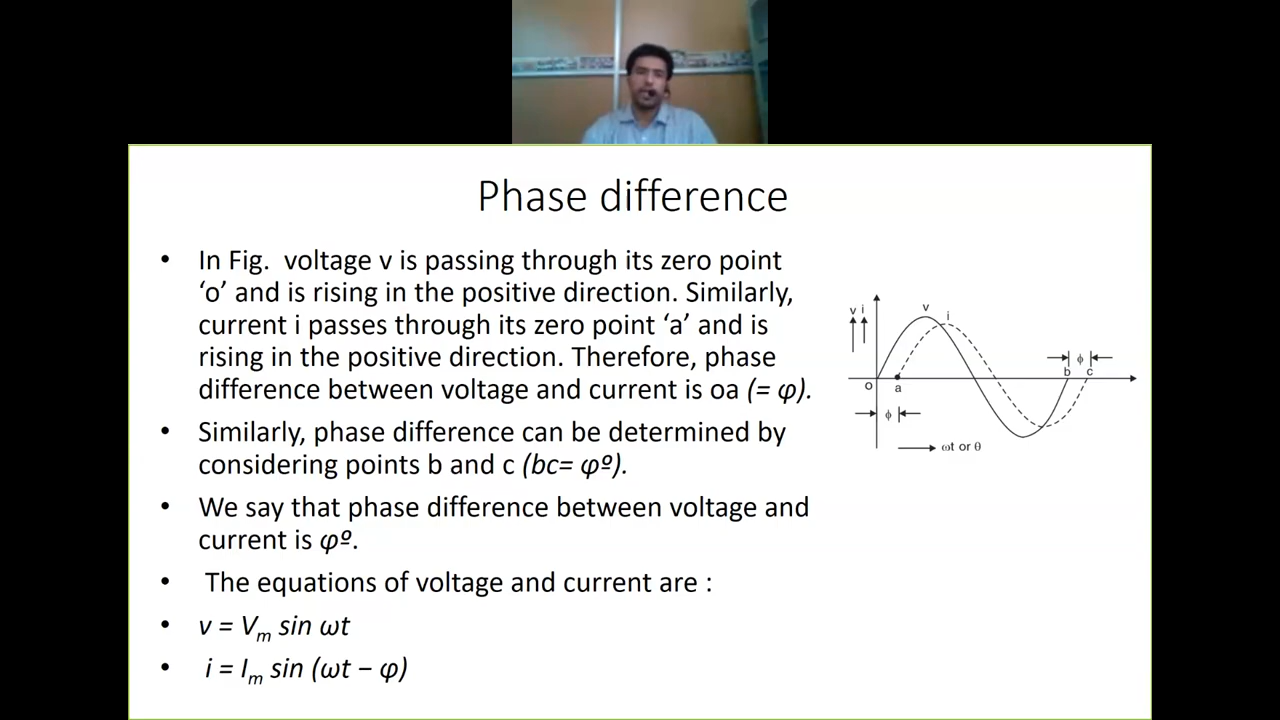 Phase difference
• In Fig.  voltage v is passing through its zero point
‘o’ and is rising in the positive direction. Similarly,
current i passes through its zero point ‘a’ and is
rising in the positive direction. Therefore, phase
difference between voltage and current is oa (= φ).
• Similarly, phase difference can be determined by
considering points b and c (bc= φº).
• We say that phase difference between voltage and
current is φº.
• The equations of voltage and current are :
• v = Vm sin ωt
• i = Im sin (ωt − φ)
v i
v
i
ϕ
b c
o a
ϕ
ωt or θ